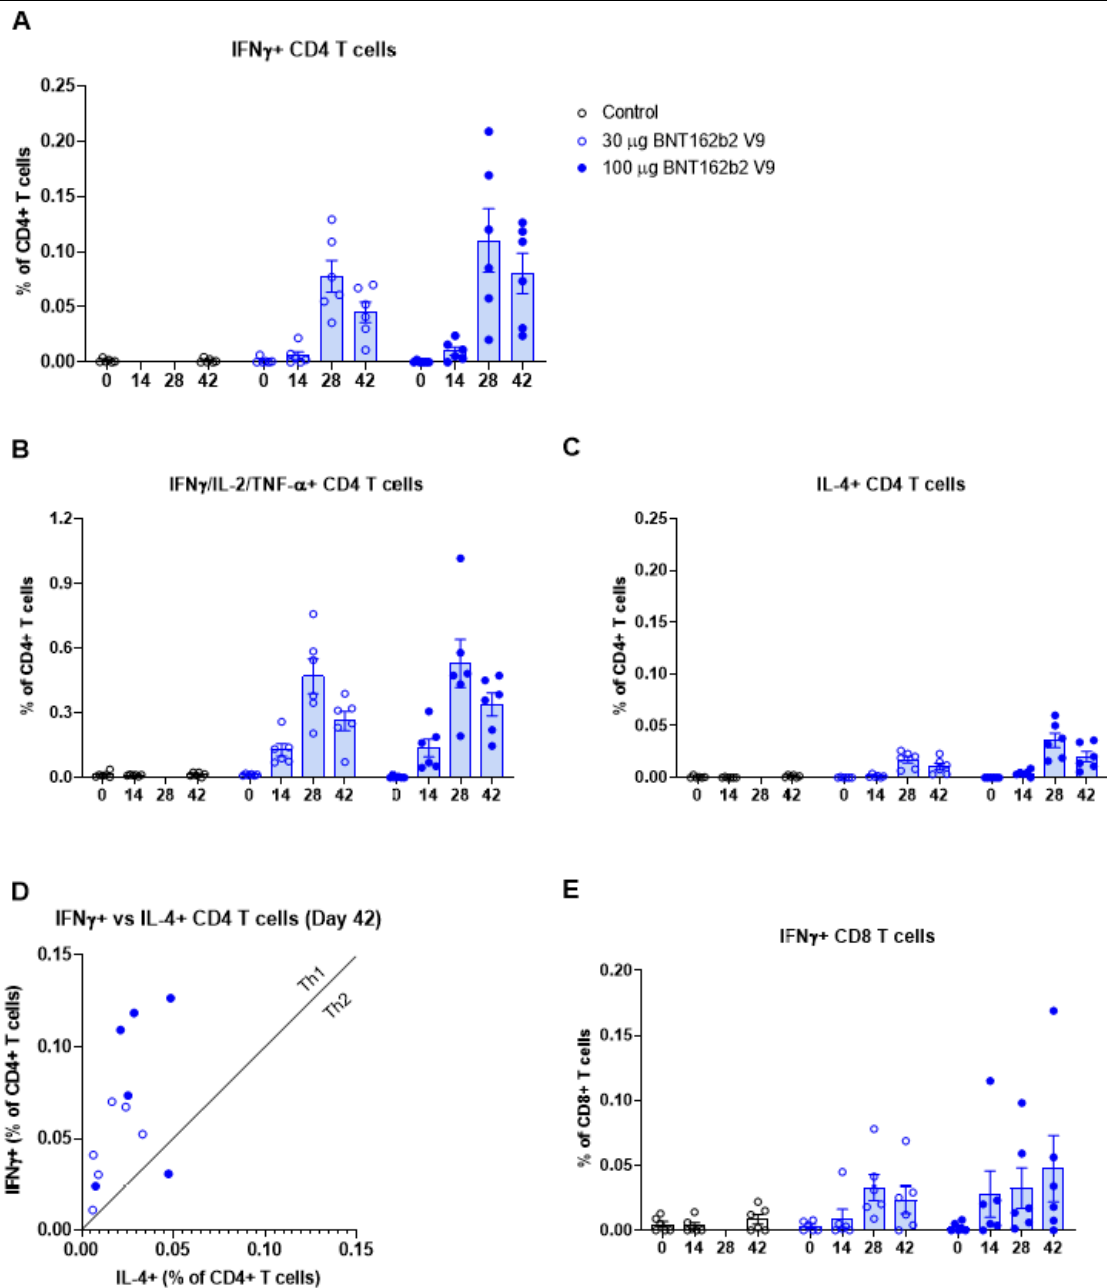 A
IFNγ+ CD4 T cells
% of CD4+ T cells
0.25
0.20
0.15
0.10
0.05
0.00
0 14 28 42 0 14 28 42 0 14 28 42
Control
30 µg BNT162b2 V9
100 µg BNT162b2 V9
B
IFNγ/IL-2/TNF-α+ CD4 T cells
% of CD4+ T cells
1.2
0.9
0.6
0.3
0.0
0 14 28 42 0 14 28 42 0 14 28 42
C
IL-4+ CD4 T cells
% of CD4+ T cells
0.25
0.20
0.15
0.10
0.05
0.00
0 14 28 42 0 14 28 42 0 14 28 42
D
IFNγ+ vs IL-4+ CD4 T cells (Day 42)
IFNγ+ (% of CD4+ T cells)
0.15
0.10
0.05
0.00
Th1
Th2
0.00 0.05 0.10 0.15
IL-4+ (% of CD4+ T cells)
E
IFNγ+ CD8 T cells
% of CD8+ T cells
0.20
0.15
0.10
0.05
0.00
0 14 28 42 0 14 28 42 0 14 28 42